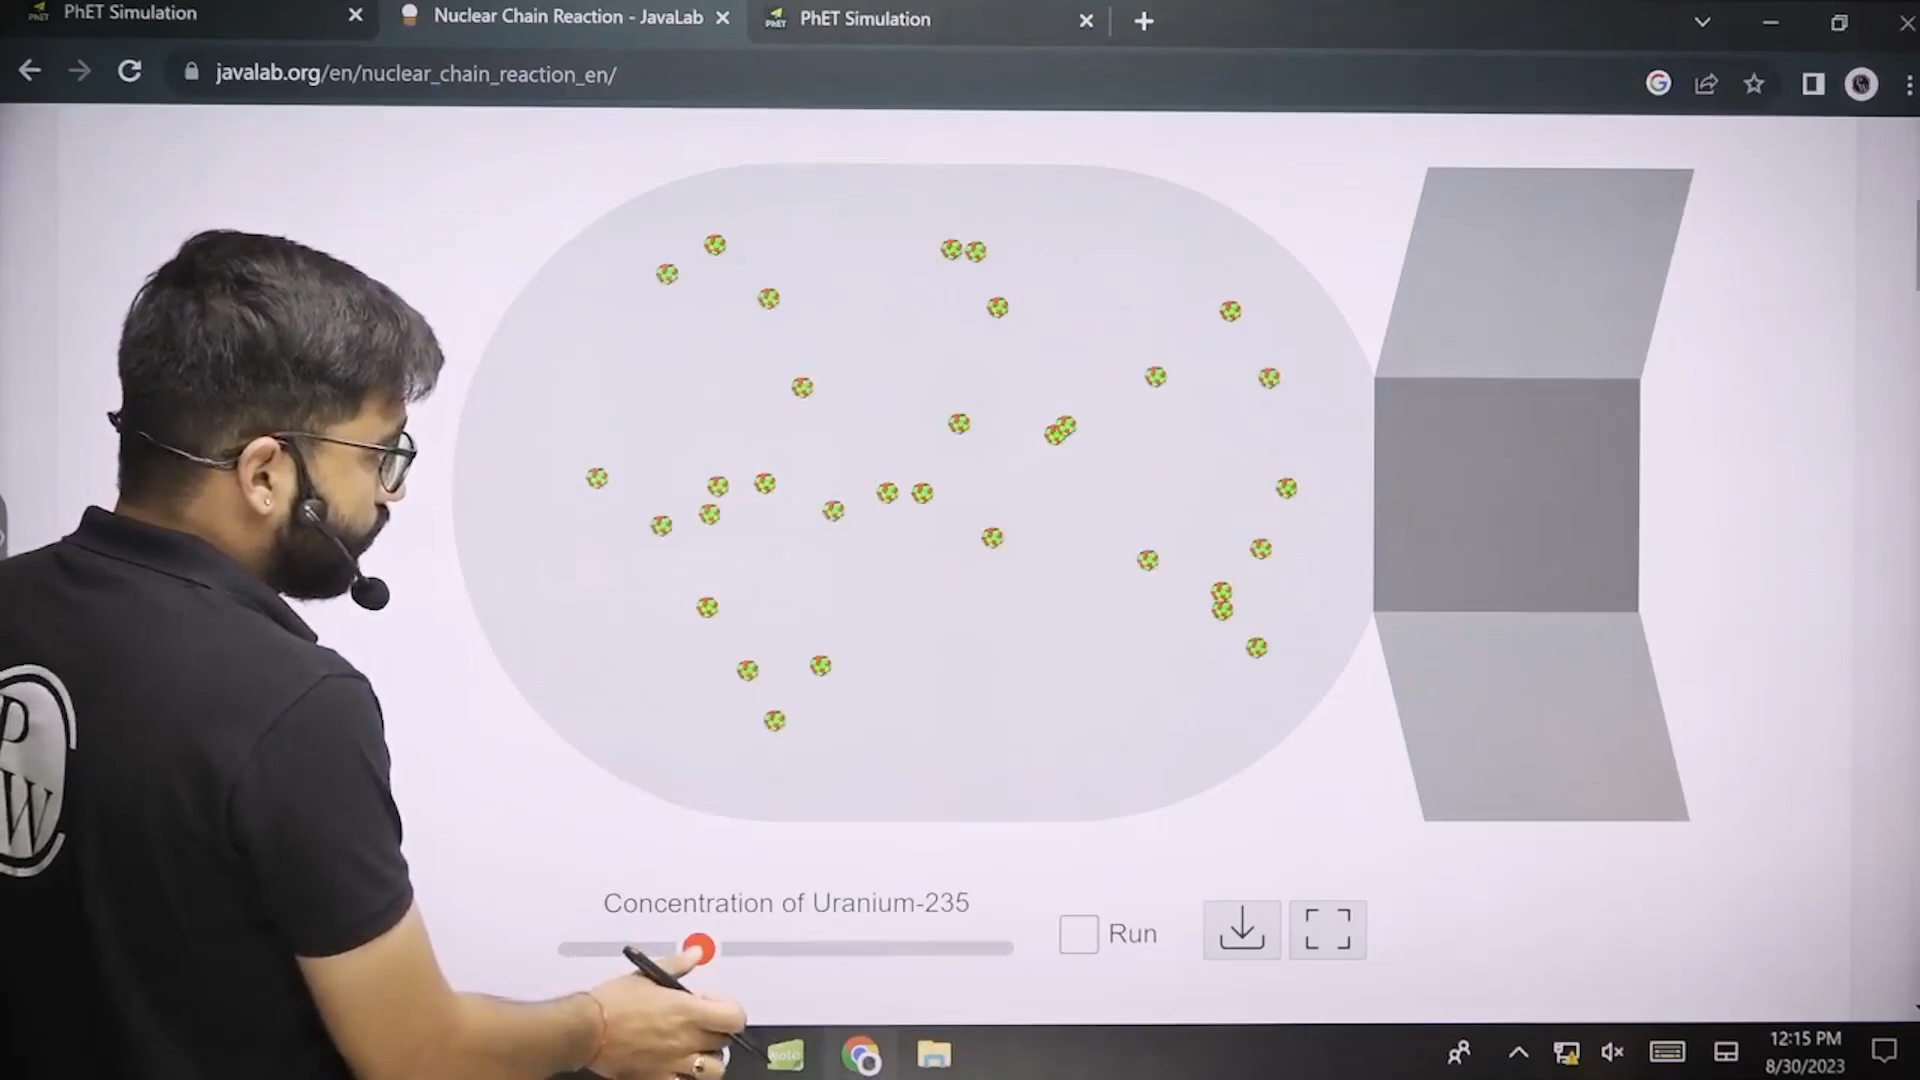 PhET Simulation
Nuclear Chain Reaction - JavaLab
PhET Simulation
javalab.org/en/nuclear_chain_reaction_en/
P
W
Concentration of Uranium-235
Run
12:15 PM
8/30/2023